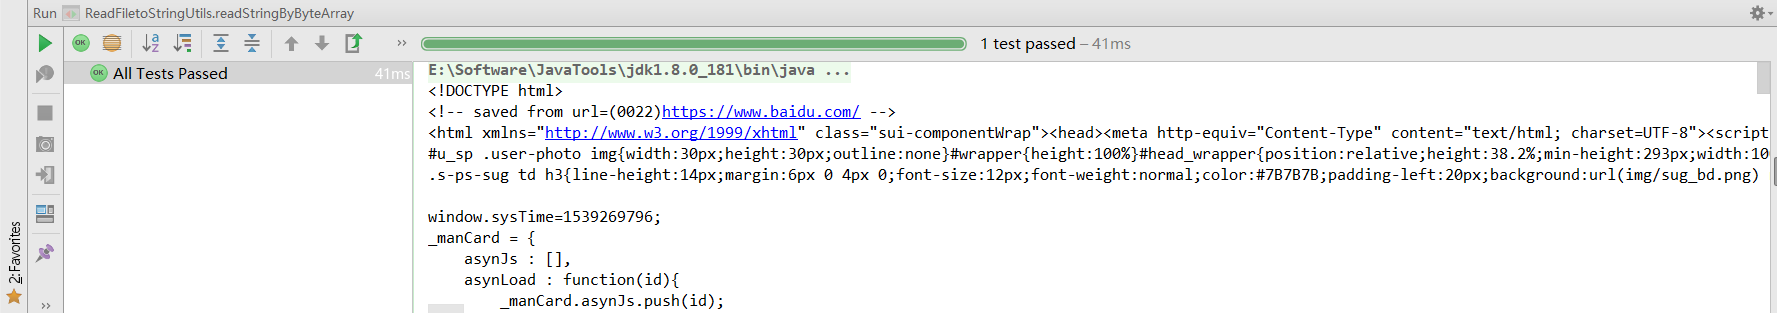 Run ReadFiletoStringUtils.readStringByByteArray
OK a z » 1 test passed – 41ms
OK All Tests Passed 41ms
E:\Software\JavaTools\jdk1.8.0_181\bin\java ...
<!DOCTYPE html>
<!-- saved from url=(0022)https://www.baidu.com/ -->
<html xmlns="http://www.w3.org/1999/xhtml" class="sui-componentWrap"><head><meta http-equiv="Content-Type" content="text/html; charset=UTF-8"><script
#u_sp .user-photo img{width:30px;height:30px;outline:none}#wrapper{height:100%}#head_wrapper{position:relative;height:38.2%;min-height:293px;width:10
.s-ps-sug td h3{line-height:14px;margin:6px 0 4px 0;font-size:12px;font-weight:normal;color:#7B7B7B;padding-left:20px;background:url(img/sug_bd.png)
window.sysTime=1539269796;
_manCard = {
asynJs : [],
asynLoad : function(id){
_manCard.asynJs.push(id);
2: Favorites
»